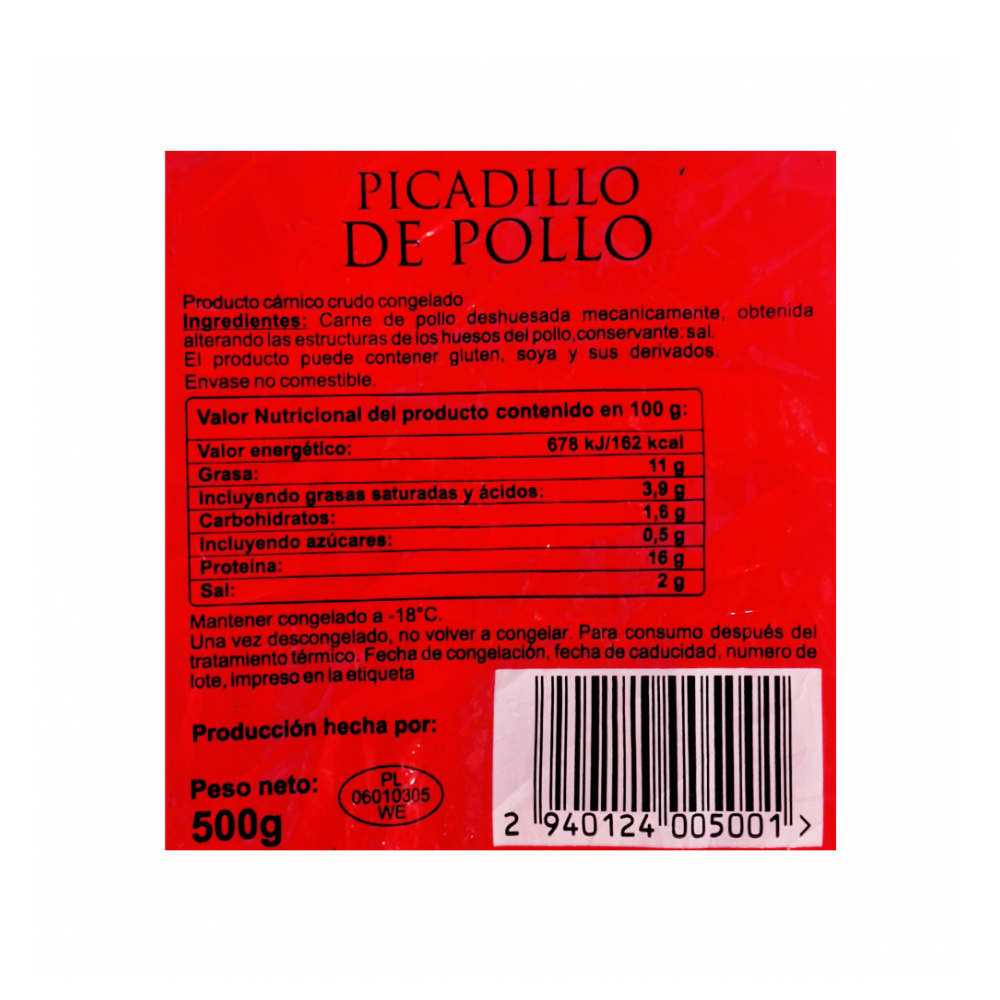 PICADILLO
DE POLLO
Producto cárnico crudo congelado
Ingredientes: Carne de pollo deshuesada mecanicamente, obtenida
alterando las estructuras de los huesos del pollo,conservante: sal.
El producto puede contener gluten, soya y sus derivados.
Envase no comestible.
Valor Nutricional del producto contenido en 100 g:
Valor energético: 678 kJ/162 kcal
Grasa: 11 g
Incluyendo grasas saturadas y ácidos: 3,9 g
Carbohidratos: 1,6 g
Incluyendo azúcares: 0,5 g
Proteina: 16 g
Sal: 2 g
Mantener congelado a -18°C.
Una vez descongelado, no volver a congelar. Para consumo después del
tratamiento térmico. Fecha de congelación, fecha de caducidad, numero de
lote, impreso en la etiqueta
Producción hecha por:
Peso neto:
500g
PL
06010305
WE
2 940124 005001 >